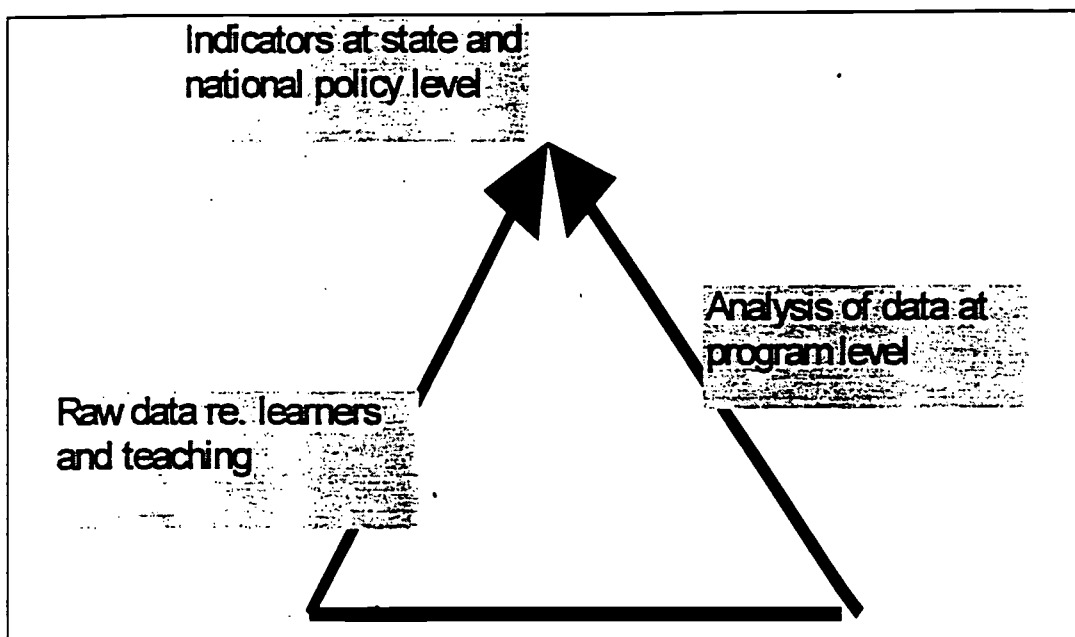 Indicators at state and
national policy level
Analysis of data at
program level
Raw data re. learners
and teaching